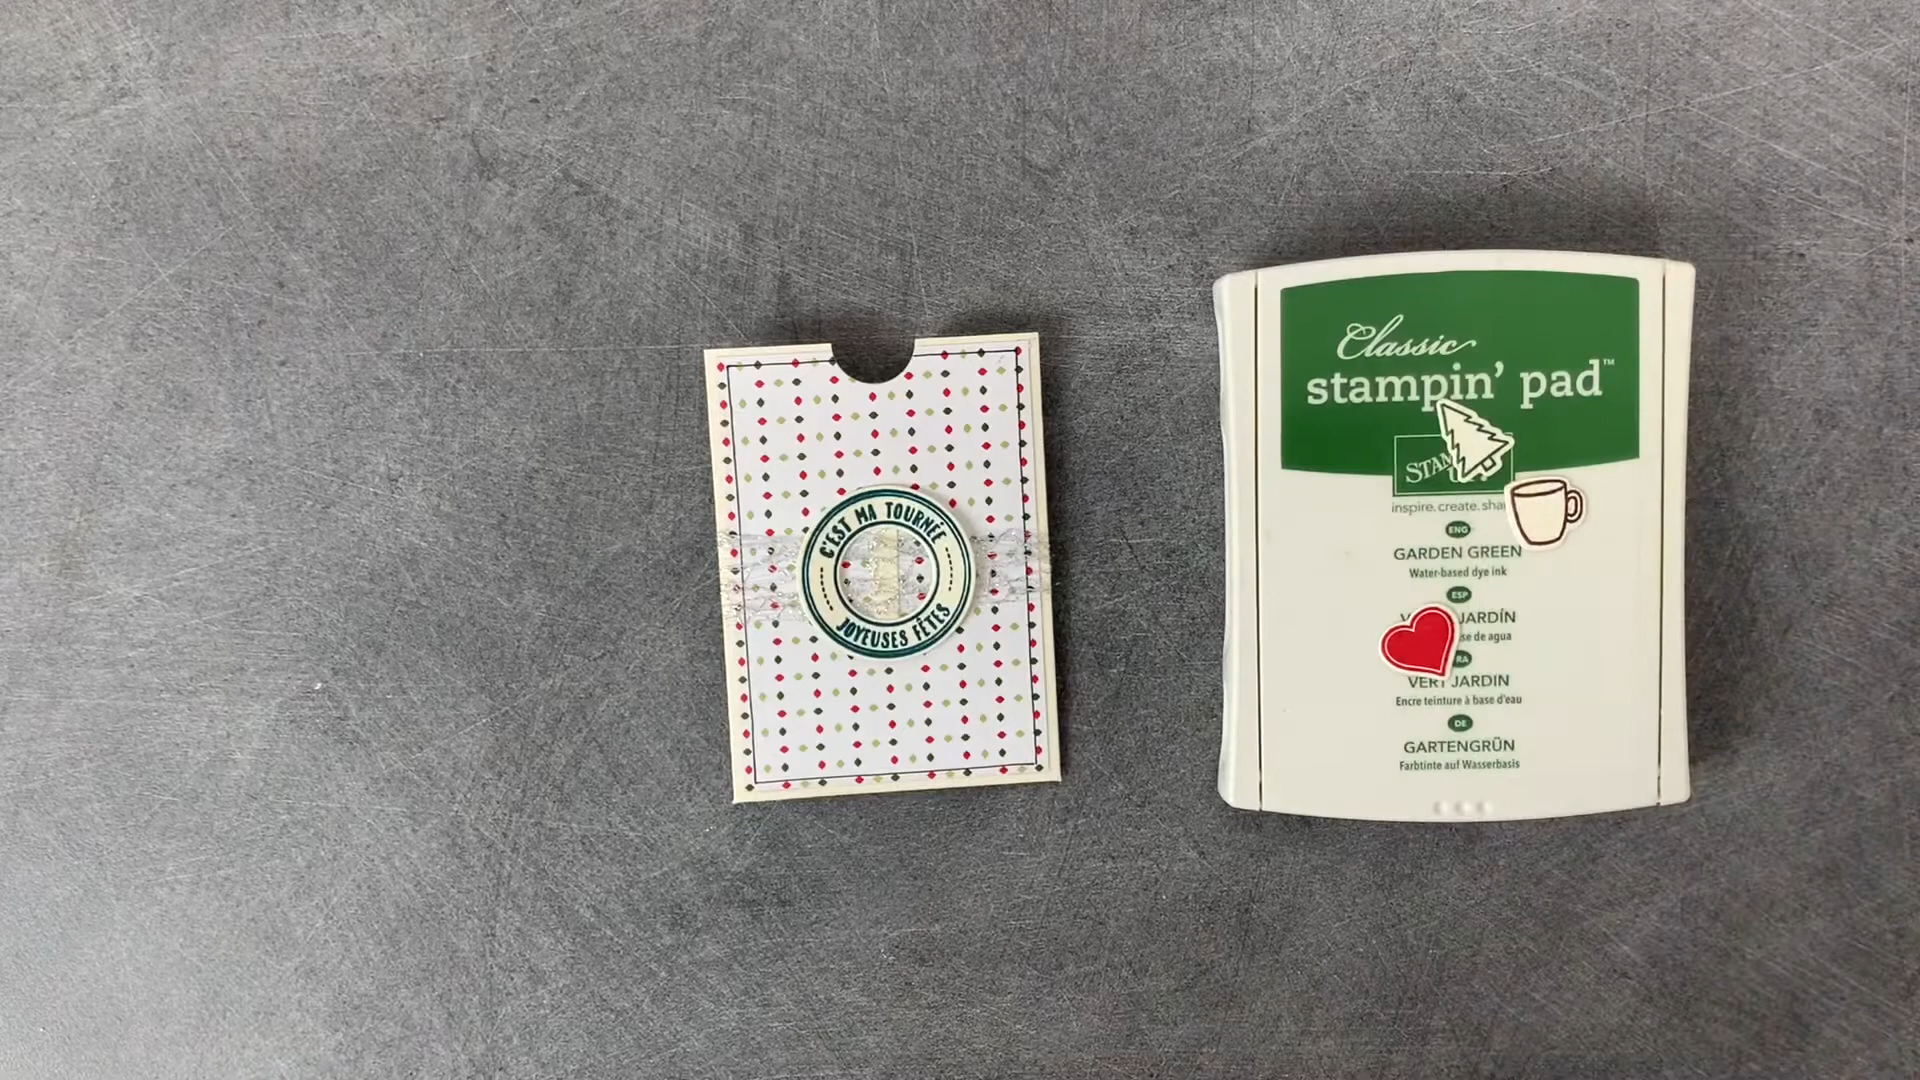 C'EST MA TOURNÉE
JOYEUSES FÊTES
Classic
stampin' pad™
inspire.create.
ENG
GARDEN GREEN
Water-based dye ink
ESP
JARDÍN
de agua
VERT JARDIN
Encre teinture à base d'eau
DE
GARTENGRÜN
Farbtinte auf Wasserbasis